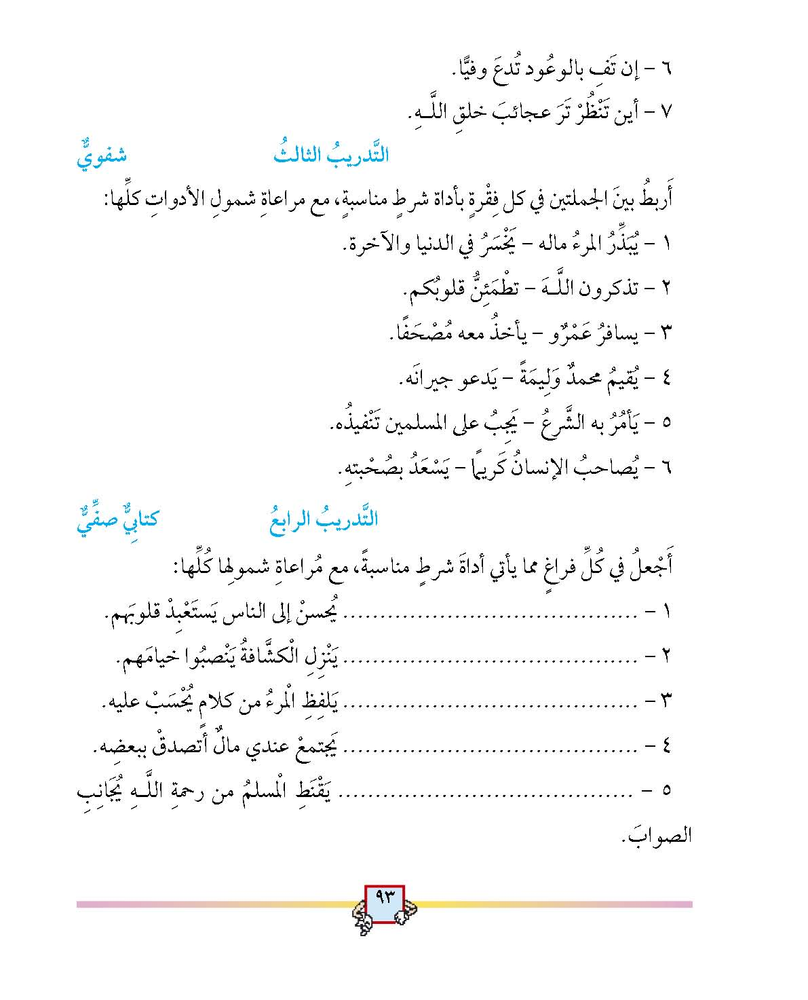 ٦ – إن تَفِ بالوعُود تُدعَ وفيًّا.
٧ – أين تَنْظُرْ تَرَ عجائبَ خلقِ اللَّـهِ.
التَّدريبُ الثالثُ شفويٌّ
أَربطُ بينَ الجملتين في كل فِقْرةٍ بأداة شرطٍ مناسبةٍ، مع مراعاةِ شمولِ الأدواتِ كلِّها:
١ – يُبَذِّرُ المرءُ ماله – يَخْسَرُ في الدنيا والآخرة.
٢ – تذكرون اللَّـهَ – تطْمَئِنُّ قلوبُكم.
٣ – يسافرُ عَمْرٌو – يأخذُ معه مُصْحَفًا.
٤ – يُقيمُ محمدٌ وَلِيمَةً – يَدعو جيرانَه.
٥ – يَأمُرُ به الشَّرعُ – يَجِبُ على المسلمين تَنْفيذُه.
٦ – يُصاحبُ الإنسانُ كَريمًا – يَسْعَدُ بصُحْبتهِ.
التَّدريبُ الرابعُ كتابِيٌّ صفِّيٌّ
أَجْعلُ في كُلِّ فراغٍ مما يأتي أداةَ شرطٍ مناسبةً، مع مُراعاةِ شمولِها كُلِّها:
١ – ........................................ يُحسنْ إلى الناس يَستَعْبِدْ قلوبَهم.
٢ – ........................................ يَنْزِلِ الْكشَّافةُ يَنْصبُوا خيامَهم.
٣ – ........................................ يَلفِظِ الْمرءُ من كلامٍ يُحْسَبْ عليه.
٤ – ........................................ يَجتمعْ عندي مالٌ أَتصدقْ ببعضِه.
٥ – ........................................ يَقْنَطِ الْمسلمُ من رحمةِ اللَّـهِ يُجَانِبِ
الصوابَ.
٩٣